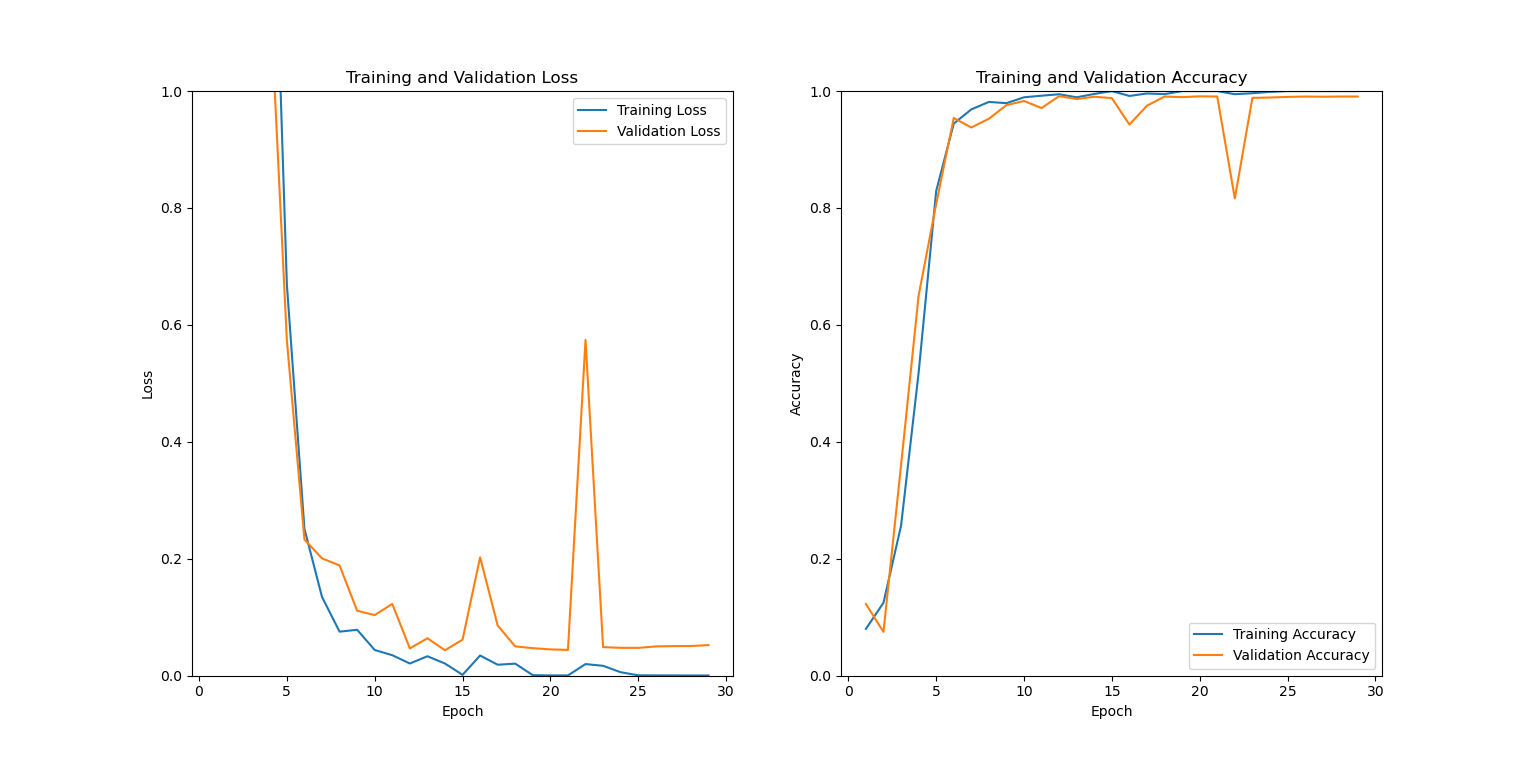 Training and Validation Loss
1.0
0.8
0.6
0.4
0.2
0.0
Loss
Training Loss
Validation Loss
0
5
10
15
20
25
30
Epoch
Training and Validation Accuracy
1.0
0.8
0.6
0.4
0.2
0.0
Accuracy
Training Accuracy
Validation Accuracy
0
5
10
15
20
25
30
Epoch